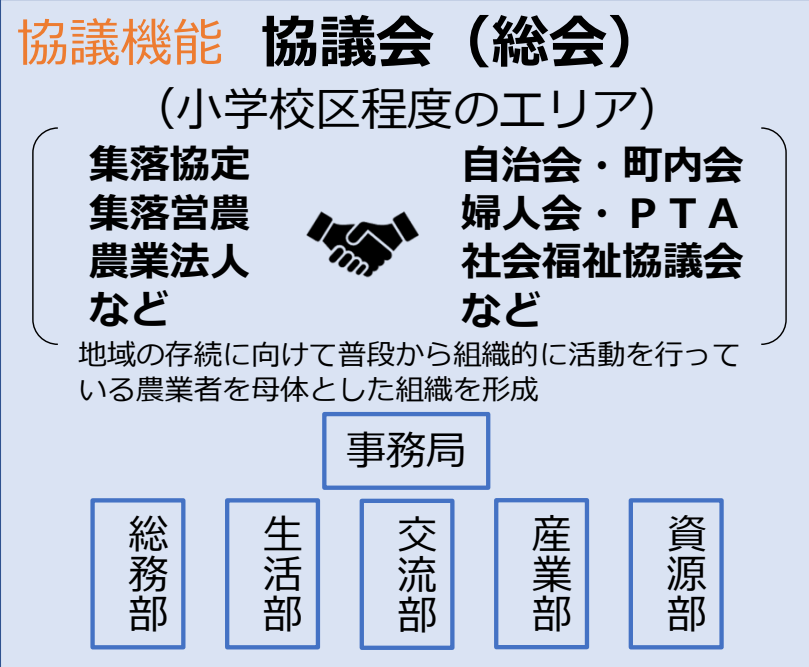 協議機能 協議会（総会）
（小学校区程度のエリア）
集落協定
集落営農
農業法人
など
自治会・町内会
婦人会・ＰＴＡ
社会福祉協議会
など
地域の存続に向けて普段から組織的に活動を行って
いる農業者を母体とした組織を形成
事務局
総務部
生活部
交流部
産業部
資源部